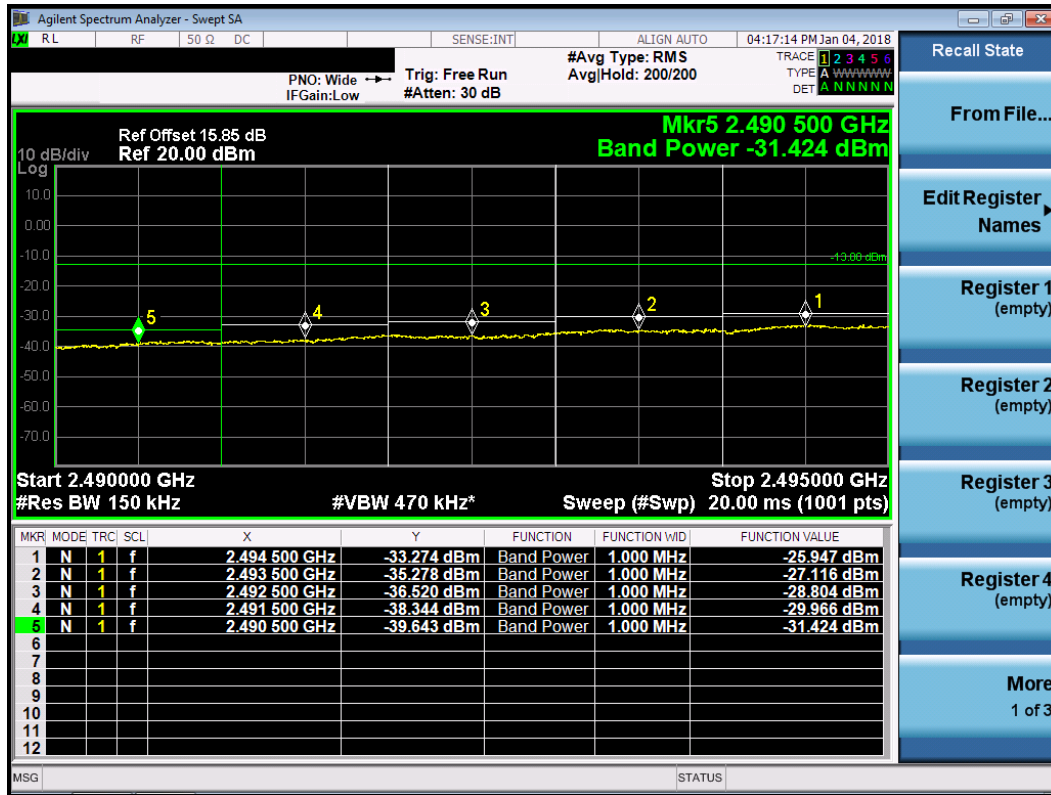 Agilent Spectrum Analyzer - Swept SA
LXI RL RF 50 Ω DC SENSE:INT ALIGN AUTO 04:17:14 PM Jan 04, 2018
PNO: Wide
IFGain:Low
Trig: Free Run
#Atten: 30 dB
#Avg Type: RMS
Avg|Hold: 200/200
TRACE 1 2 3 4 5 6
TYPE A WWWWW
DET A N N N N N
Mkr5 2.490 500 GHz
Band Power -31.424 dBm
Ref Offset 15.85 dB
10 dB/div Ref 20.00 dBm
Log
10.0
0.00
-10.0
-13.00 dBm
-20.0
-30.0
5 4 3 2 1
-40.0
-50.0
-60.0
-70.0
Start 2.490000 GHz Stop 2.495000 GHz
#Res BW 150 kHz #VBW 470 kHz* Sweep (#Swp) 20.00 ms (1001 pts)
MKR MODE TRC SCL X Y FUNCTION FUNCTION WID FUNCTION VALUE
1 N 1 f 2.494 500 GHz -33.274 dBm Band Power 1.000 MHz -25.947 dBm
2 N 1 f 2.493 500 GHz -35.278 dBm Band Power 1.000 MHz -27.116 dBm
3 N 1 f 2.492 500 GHz -36.520 dBm Band Power 1.000 MHz -28.804 dBm
4 N 1 f 2.491 500 GHz -38.344 dBm Band Power 1.000 MHz -29.966 dBm
5 N 1 f 2.490 500 GHz -39.643 dBm Band Power 1.000 MHz -31.424 dBm
6
7
8
9
10
11
12
MSG STATUS
Recall State
From File...
Edit Register
Names
Register 1
(empty)
Register 2
(empty)
Register 3
(empty)
Register 4
(empty)
More
1 of 3